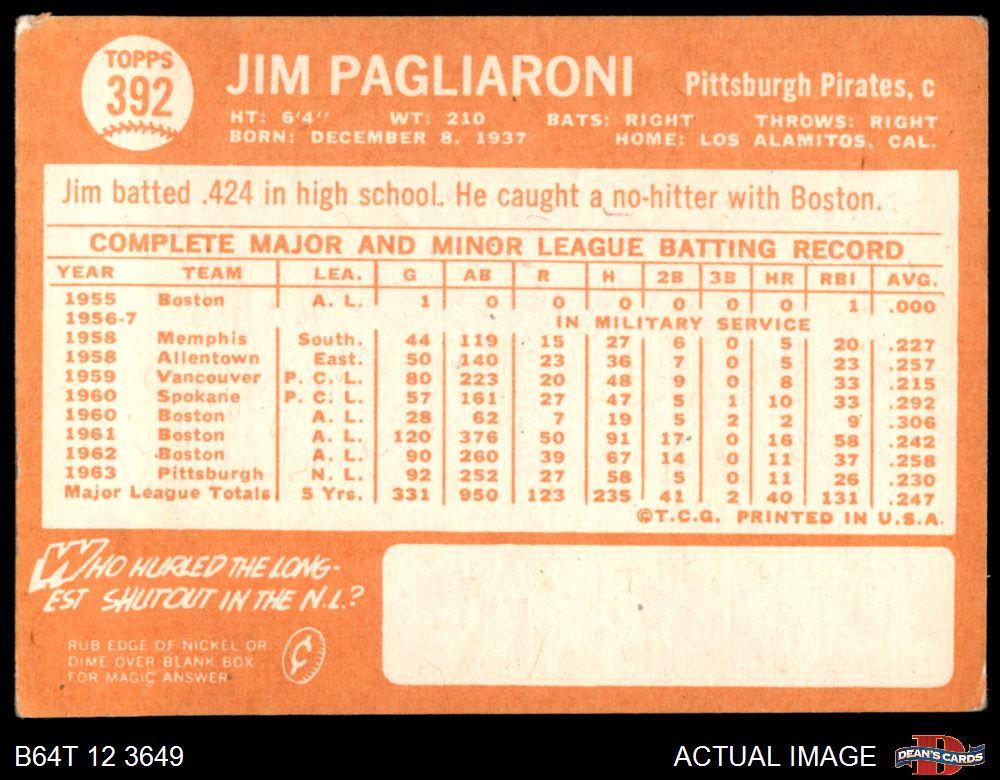 TOPPS
392
JIM PAGLIARONI
Pittsburgh Pirates, c
HT: 6'4" WT: 210 BATS: RIGHT THROWS: RIGHT
BORN: DECEMBER 8, 1937 HOME: LOS ALAMITOS, CAL.
Jim batted .424 in high school. He caught a no-hitter with Boston.
COMPLETE MAJOR AND MINOR LEAGUE BATTING RECORD
YEAR TEAM LEA. G AB R H 2B 3B HR RBI AVG.
1955 Boston A. L. 1 0 0 0 0 0 0 1 .000
1956-7 IN MILITARY SERVICE
1958 Memphis South. 44 119 15 27 6 0 5 20 .227
1958 Allentown East. 50 140 23 36 7 0 5 23 .257
1959 Vancouver P. C. L. 80 223 20 48 9 0 8 33 .215
1960 Spokane P. C. L. 57 161 27 47 5 1 10 33 .292
1960 Boston A. L. 28 62 7 19 5 2 2 9 .306
1961 Boston A. L. 120 376 50 91 17 0 16 58 .242
1962 Boston A. L. 90 260 39 67 14 0 11 37 .258
1963 Pittsburgh N. L. 92 252 27 58 5 0 11 26 .230
Major League Totals 5 Yrs. 331 950 123 235 41 2 40 131 .247
©T.C.G. PRINTED IN U.S.A.
WHO HURLED THE LONG-
EST SHUTOUT IN THE N.L.?
RUB EDGE OF NICKEL OR
DIME OVER BLANK BOX
FOR MAGIC ANSWER
¢
B64T 12 3649
ACTUAL IMAGE
D
DEAN'S CARDS